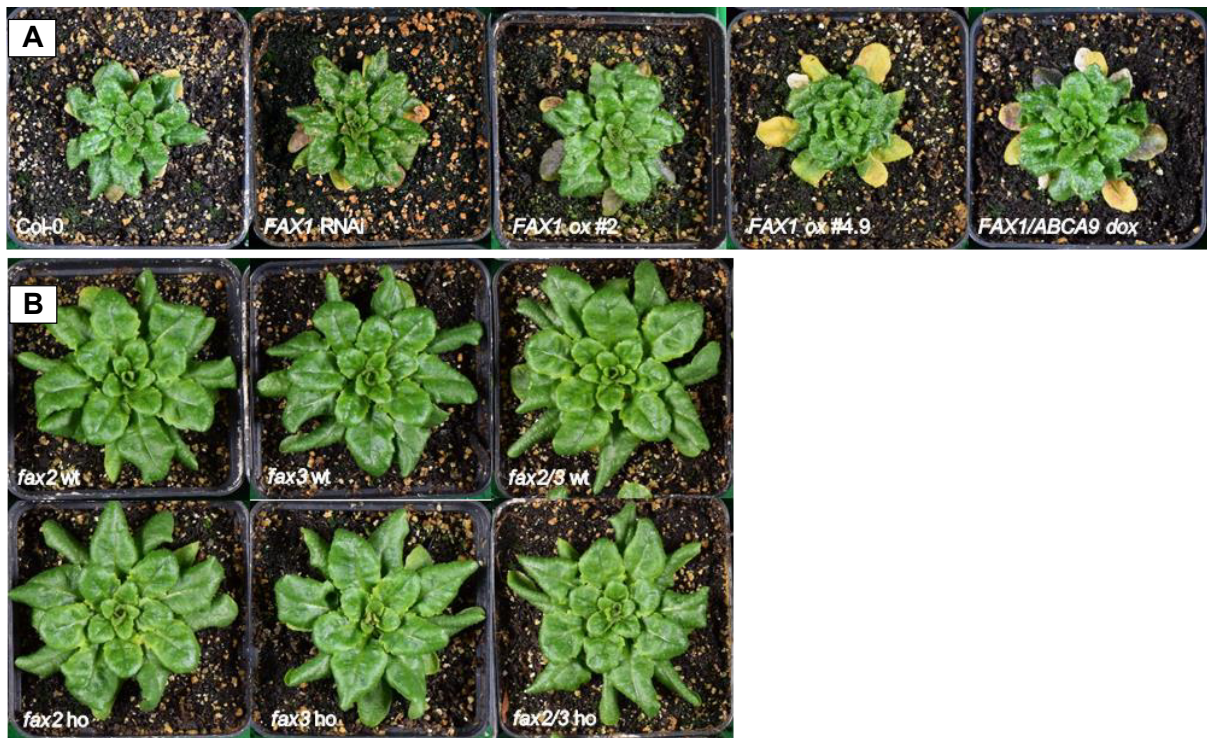 A
Col-0
FAX1 RNAi
FAX1 ox #2
FAX1 ox #4.9
FAX1/ABCA9 dox
B
fax2 wt
fax3 wt
fax2/3 wt
fax2 ho
fax3 ho
fax2/3 ho